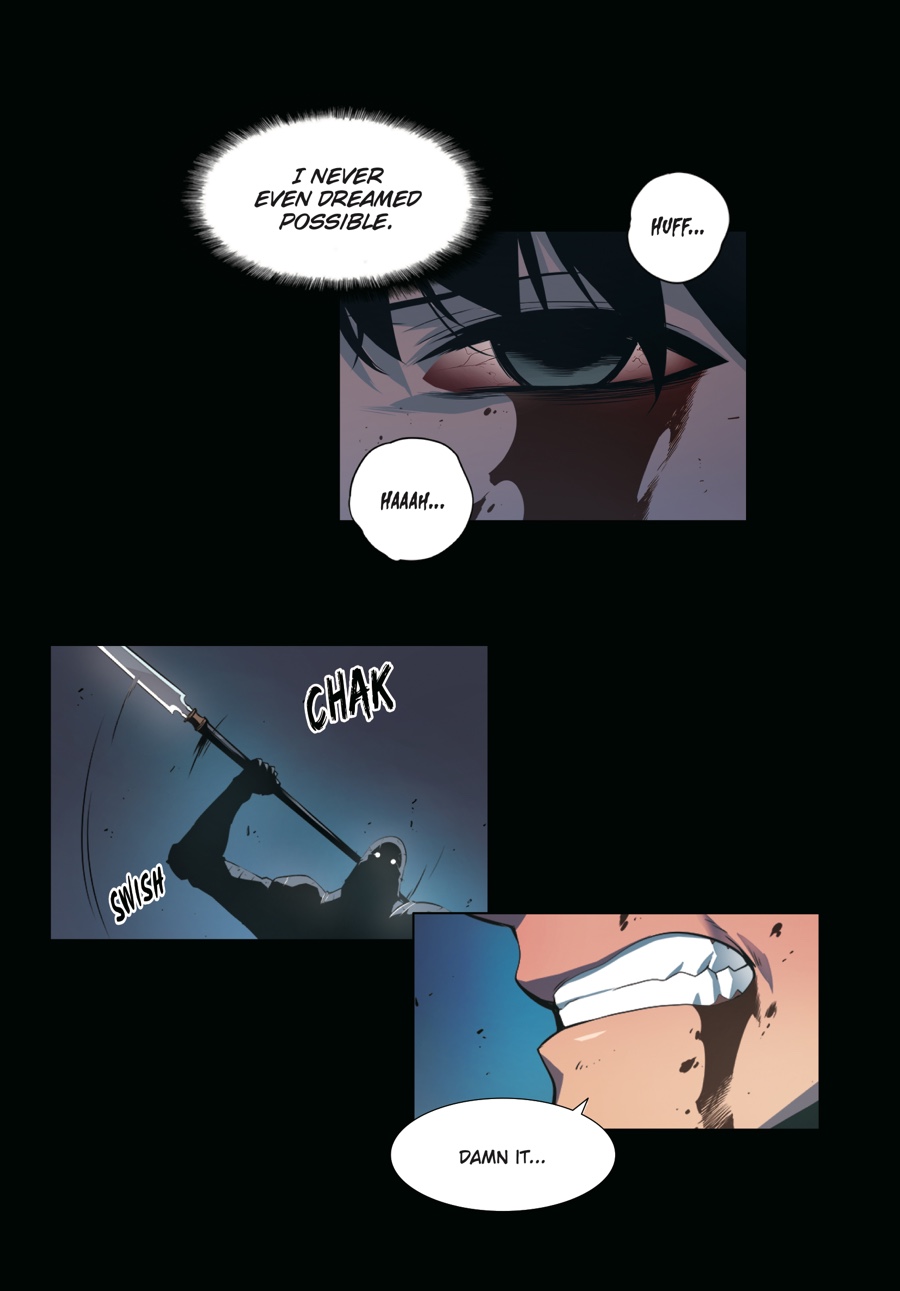 I NEVER
EVEN DREAMED
POSSIBLE.
HUFF...
HAAAH...
CHAK
SWISH
DAMN IT...